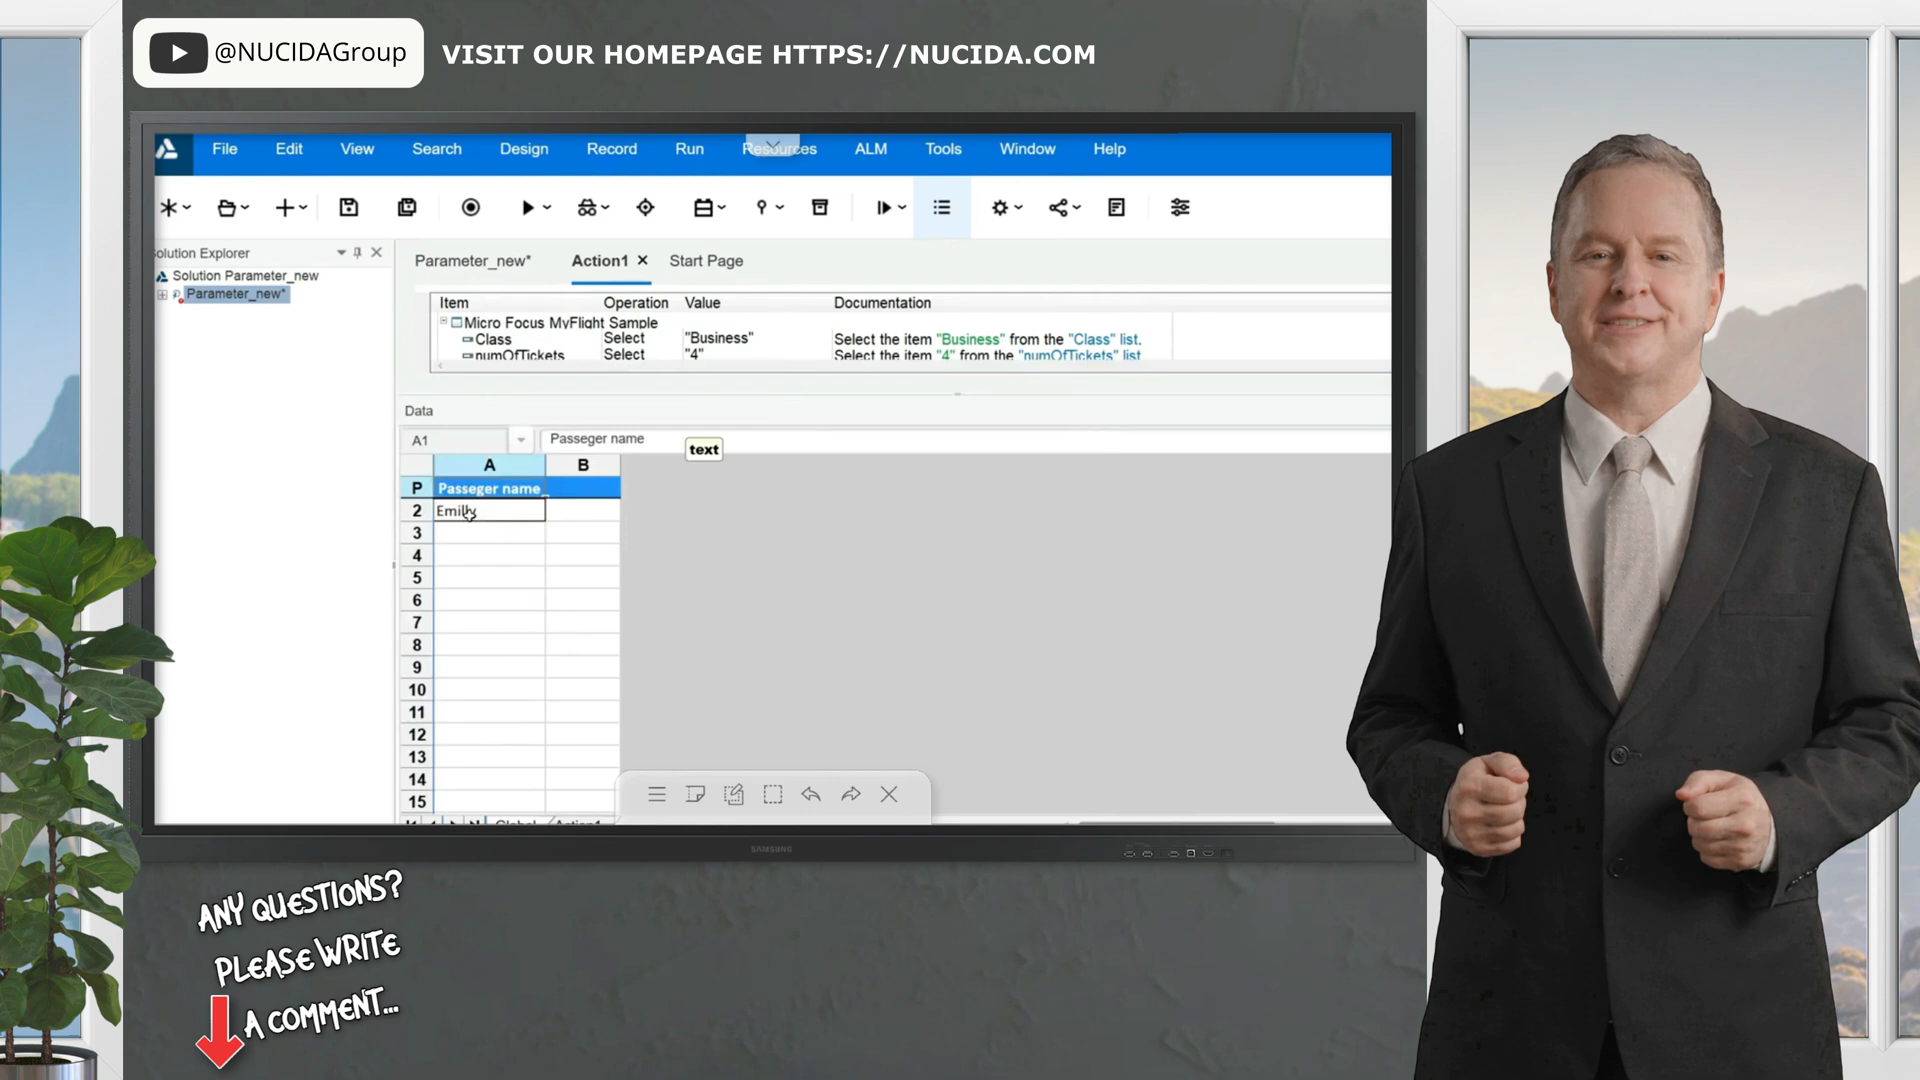 @NUCIDAGroup VISIT OUR HOMEPAGE HTTPS://NUCIDA.COM
File Edit View Search Design Record Run Resources ALM Tools Window Help
olution Explorer
Solution Parameter_new
Parameter_new*
Parameter_new* Action1 Start Page
Item Operation Value Documentation
Micro Focus MyFlight Sample
Class Select "Business" Select the item "Business" from the "Class" list.
numOfTickets Select "4" Select the item "4" from the "numOfTickets" list
Data
A1 Passeger name
text
A B
P Passeger name
2 Emilly
3
4
5
6
7
8
9
10
11
12
13
14
15
Global Action1
SAMSUNG
ANY QUESTIONS?
PLEASE WRITE
A COMMENT...